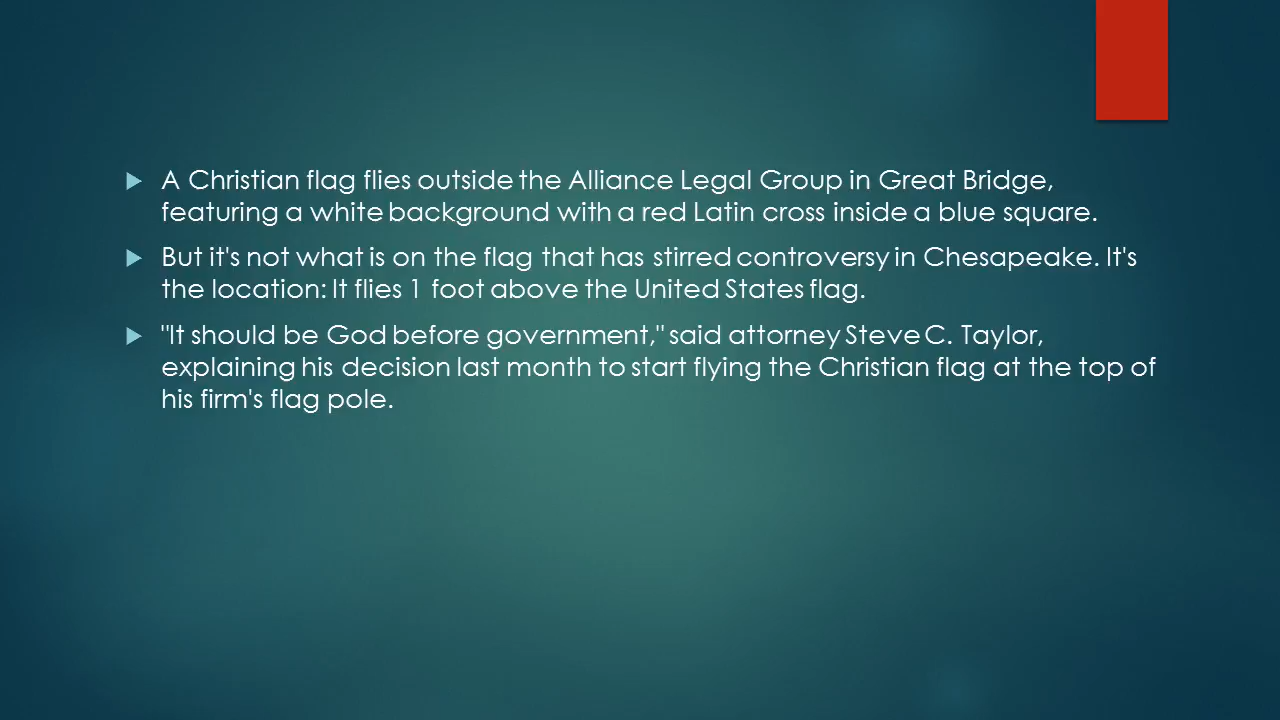 A Christian flag flies outside the Alliance Legal Group in Great Bridge,
featuring a white background with a red Latin cross inside a blue square.
But it's not what is on the flag that has stirred controversy in Chesapeake. It's
the location: It flies 1 foot above the United States flag.
"It should be God before government," said attorney Steve C. Taylor,
explaining his decision last month to start flying the Christian flag at the top of
his firm's flag pole.